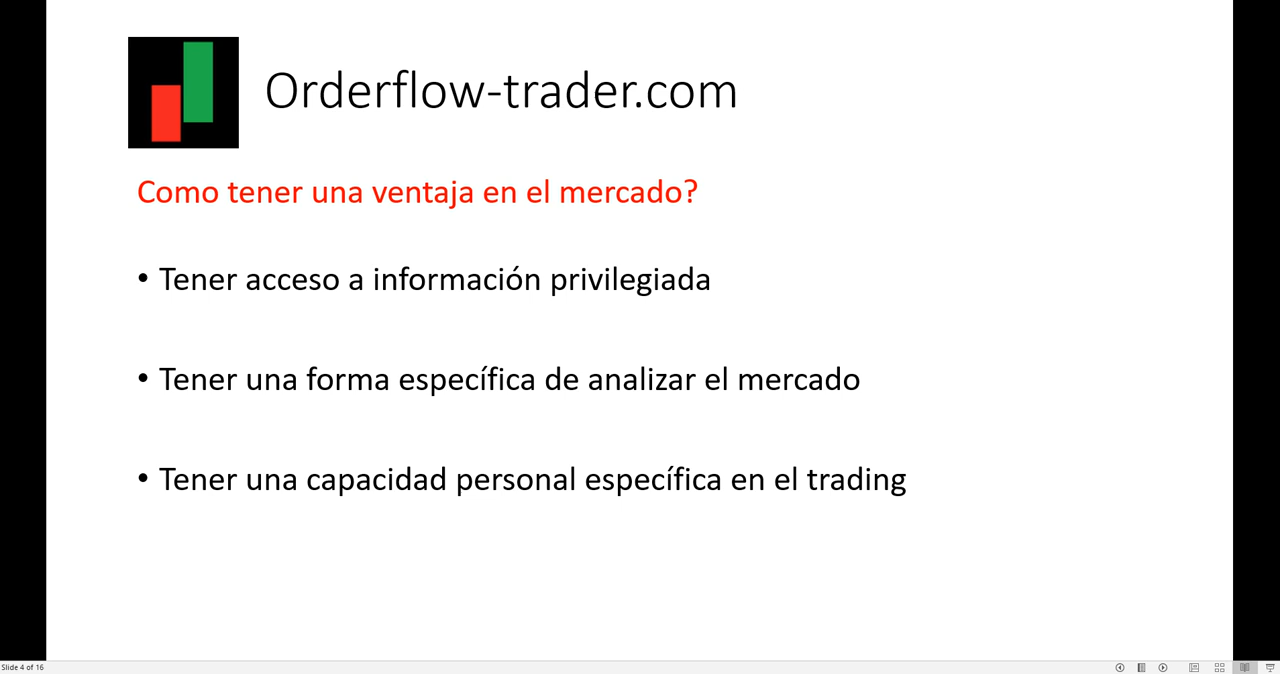 Orderflow-trader.com
Como tener una ventaja en el mercado?
• Tener acceso a información privilegiada
• Tener una forma específica de analizar el mercado
• Tener una capacidad personal específica en el trading
Slide 4 of 16